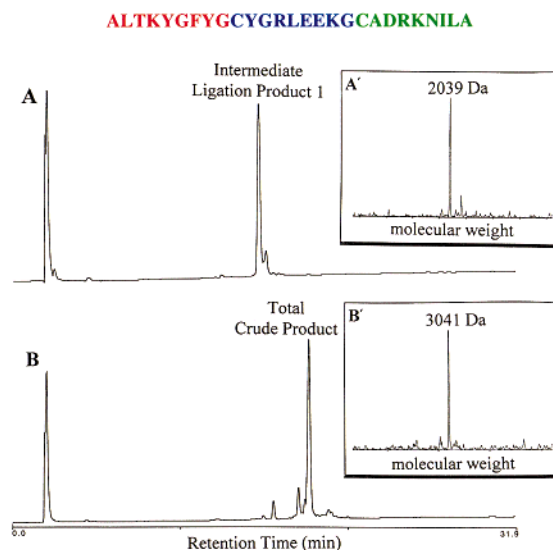 ALTKYGFYGCYGRLEEKGCADRKNILA
Intermediate
Ligation Product 1
A
A´
2039 Da
molecular weight
Total
Crude Product
B
B´
3041 Da
molecular weight
0.0
31.9
Retention Time (min)